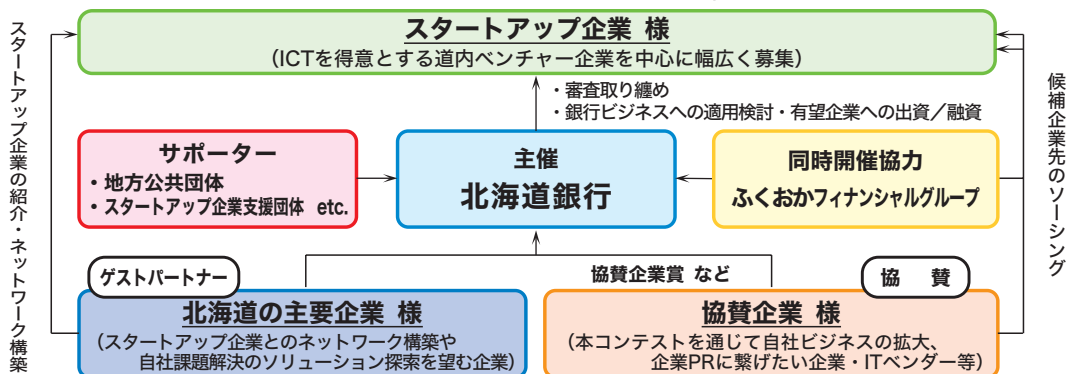 スタートアップ企業 様
(ICTを得意とする道内ベンチャー企業を中心に幅広く募集)
・審査取り纏め
・銀行ビジネスへの適用検討・有望企業への出資／融資
スタートアップ企業の紹介・ネットワーク構築
サポーター
・地方公共団体
・スタートアップ企業支援団体 etc.
主催
北海道銀行
同時開催協力
ふくおかフィナンシャルグループ
候補企業先のソーシング
ゲストパートナー
協賛企業賞 など
協 賛
北海道の主要企業 様
(スタートアップ企業とのネットワーク構築や
自社課題解決のソリューション探索を望む企業)
協賛企業 様
(本コンテストを通じて自社ビジネスの拡大、
企業PRに繋げたい企業・ITベンダー等)